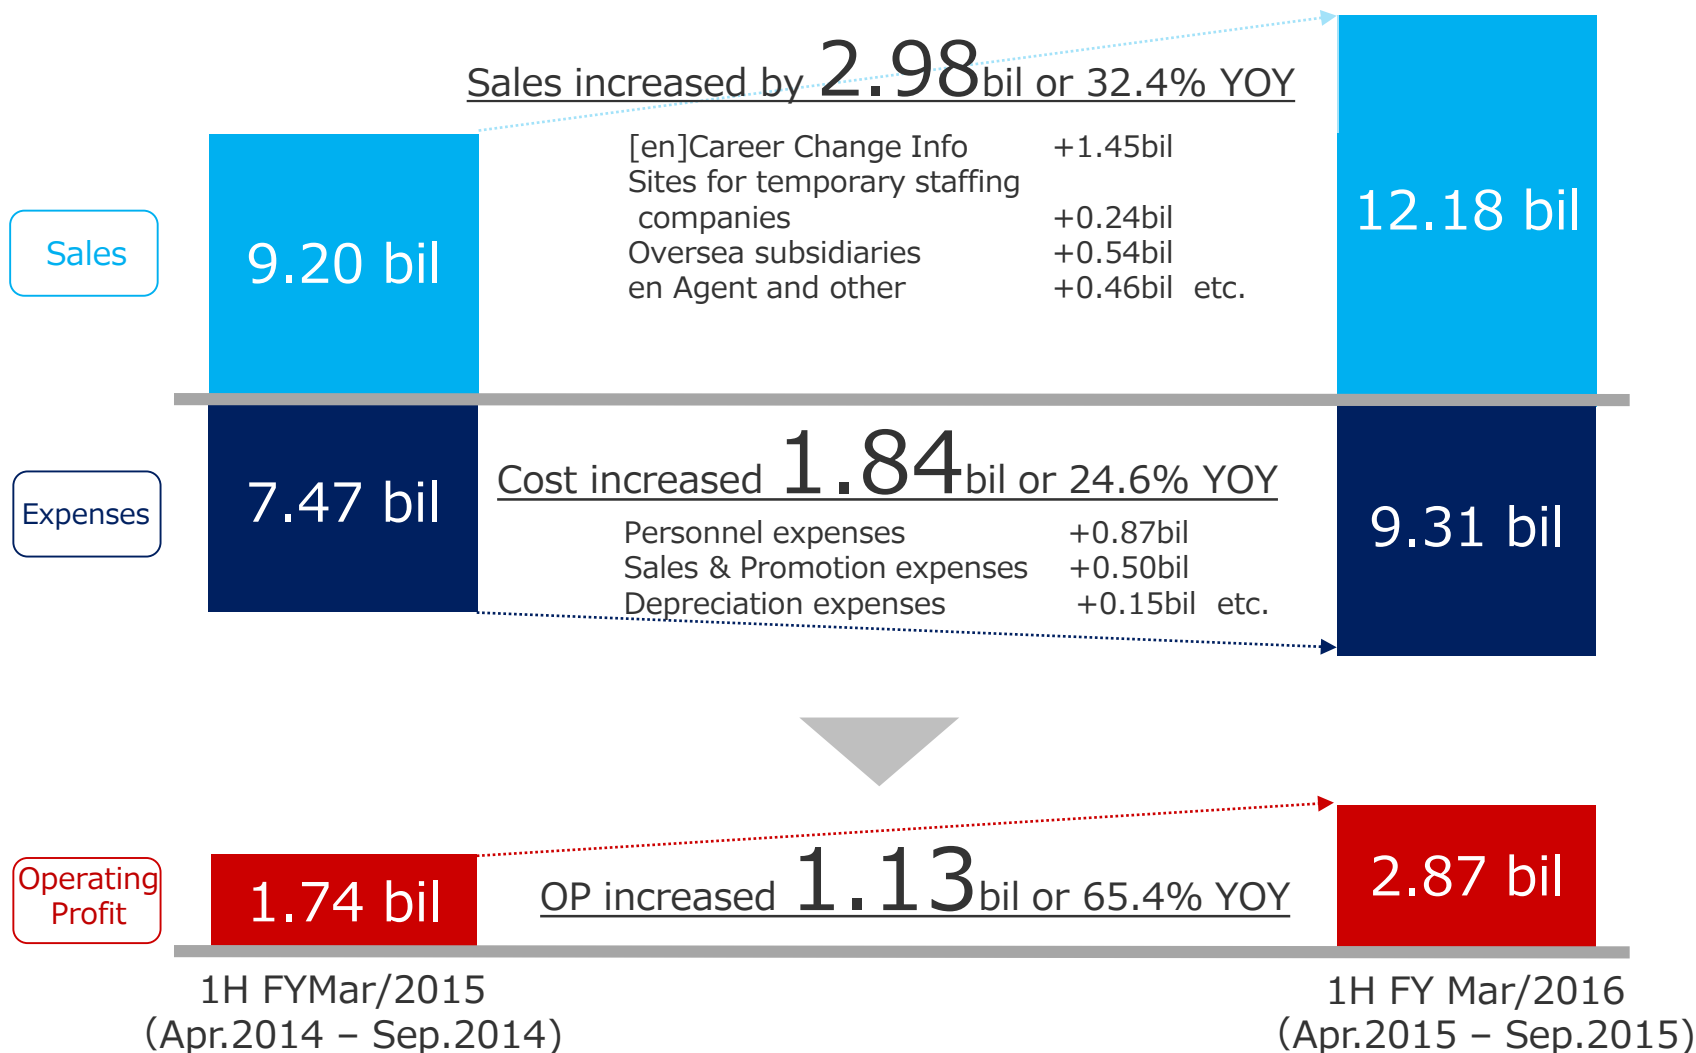 Sales increased by 2.98bil or 32.4% YOY
[en]Career Change Info +1.45bil
Sites for temporary staffing
companies +0.24bil
Oversea subsidiaries +0.54bil
en Agent and other +0.46bil etc.
Sales
9.20 bil
12.18 bil
Cost increased 1.84bil or 24.6% YOY
Personnel expenses +0.87bil
Sales & Promotion expenses +0.50bil
Depreciation expenses +0.15bil etc.
Expenses
7.47 bil
9.31 bil
Operating
Profit
1.74 bil
OP increased 1.13bil or 65.4% YOY
2.87 bil
1H FYMar/2015
(Apr.2014 – Sep.2014)
1H FY Mar/2016
(Apr.2015 – Sep.2015)